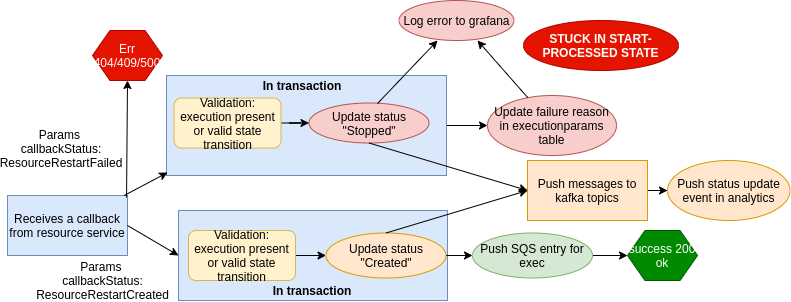 Log error to grafana
STUCK IN START-
PROCESSED STATE
Err
404/409/500
In transaction
Validation:
execution present
or valid state
transition
Update status
"Stopped"
Update failure reason
in executionparams
table
Params
callbackStatus:
ResourceRestartFailed
Push messages to
kafka topics
Push status update
event in analytics
Receives a callback
from resource service
Validation:
execution present
or valid state
transition
Update status
"Created"
Push SQS entry for
exec
success 200
ok
Params
callbackStatus:
ResourceRestartCreated
In transaction